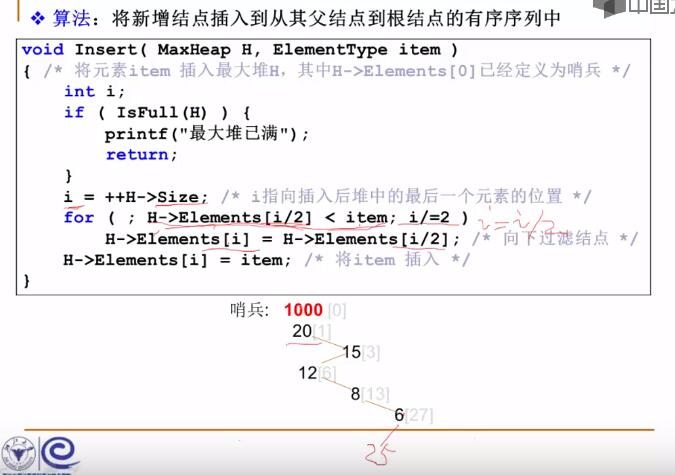 中国大
❖ 算法：将新增结点插入到从其父结点到根结点的有序序列中
void Insert( MaxHeap H, ElementType item )
{ /* 将元素item 插入最大堆H，其中H->Elements[0]已经定义为哨兵 */
int i;
if ( IsFull(H) ) {
printf("最大堆已满");
return;
}
i = ++H->Size; /* i指向插入后堆中的最后一个元素的位置 */
for ( ; H->Elements[i/2] < item; i/=2 ) i=i/2
H->Elements[i] = H->Elements[i/2]; /* 向下过滤结点 */
H->Elements[i] = item; /* 将item 插入 */
}
哨兵: 1000 [0]
20[1]
15[3]
12[6]
8[13]
6[27]
25